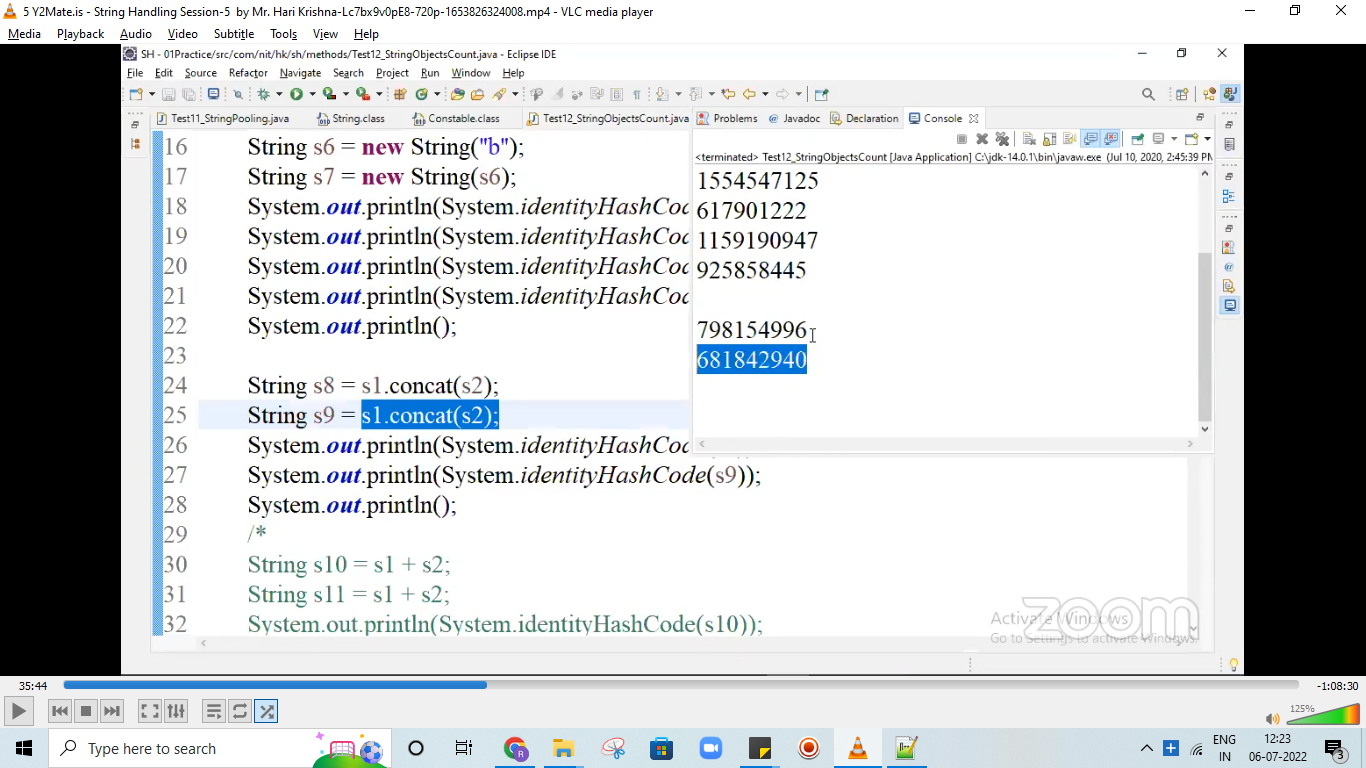 5 Y2Mate.is - String Handling Session-5 by Mr. Hari Krishna-Lc7bx9v0pE8-720p-1653826324008.mp4 - VLC media player
Media Playback Audio Video Subtitle Tools View Help
SH - 01Practice/src/com/nit/hk/sh/methods/Test12_StringObjectsCount.java - Eclipse IDE
File Edit Source Refactor Navigate Search Project Run Window Help
Test11_StringPooling.java String.class Constable.class Test12_StringObjectsCount.java
Problems Javadoc Declaration Console
<terminated> Test12_StringObjectsCount [Java Application] C:\jdk-14.0.1\bin\javaw.exe (Jul 10, 2020, 2:45:39 PM
16 String s6 = new String("b");
17 String s7 = new String(s6);
18 System.out.println(System.identityHashCod
19 System.out.println(System.identityHashCod
20 System.out.println(System.identityHashCod
21 System.out.println(System.identityHashCod
22 System.out.println();
23
24 String s8 = s1.concat(s2);
25 String s9 = s1.concat(s2);
26 System.out.println(System.identityHashCod
27 System.out.println(System.identityHashCode(s9));
28 System.out.println();
29 /*
30 String s10 = s1 + s2;
31 String s11 = s1 + s2;
32 System.out.println(System.identityHashCode(s10));
1554547125
617901222
1159190947
925858445
798154996
681842940
zoom
Activate Windows
Go to Settings to activate Windows.
35:44
-1:08:30
125%
Type here to search
ENG
IN
12:23
06-07-2022
3